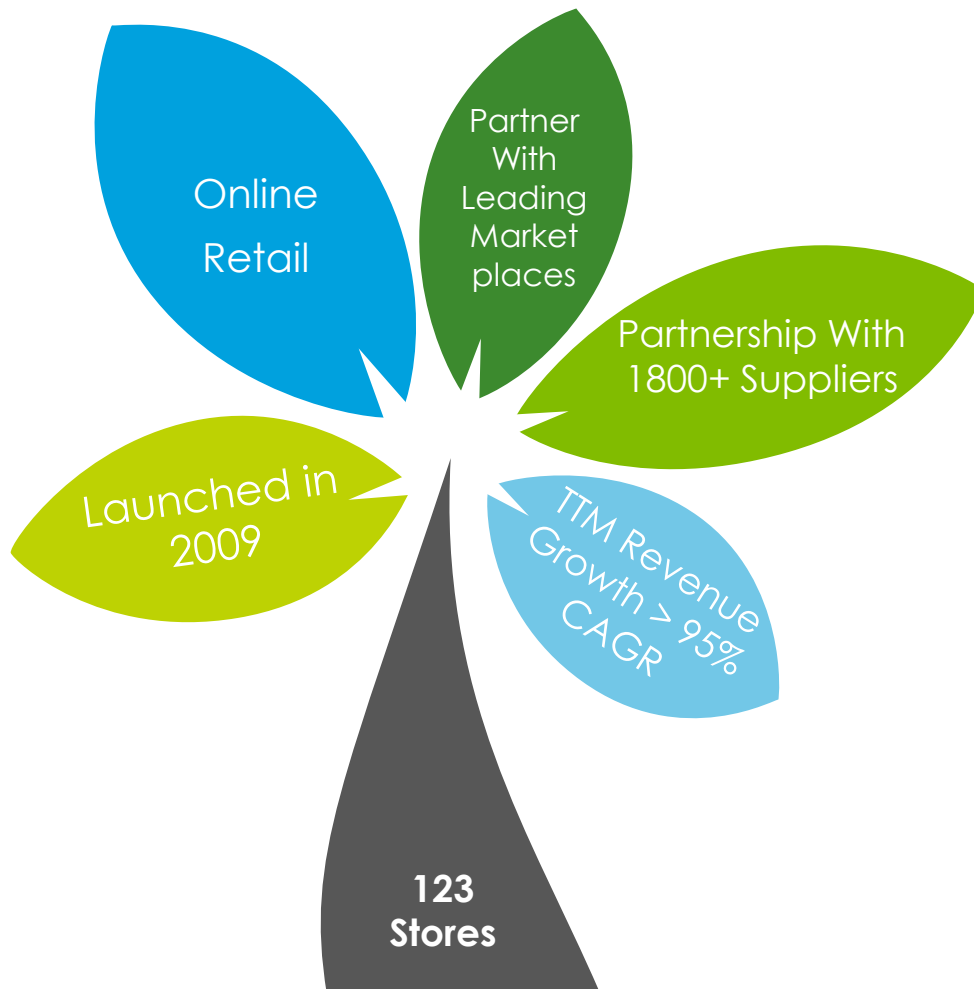 Online
Retail
Partner
With
Leading
Market
places
Partnership With
1800+ Suppliers
Launched in
2009
TTM Revenue
Growth > 95%
CAGR
123
Stores